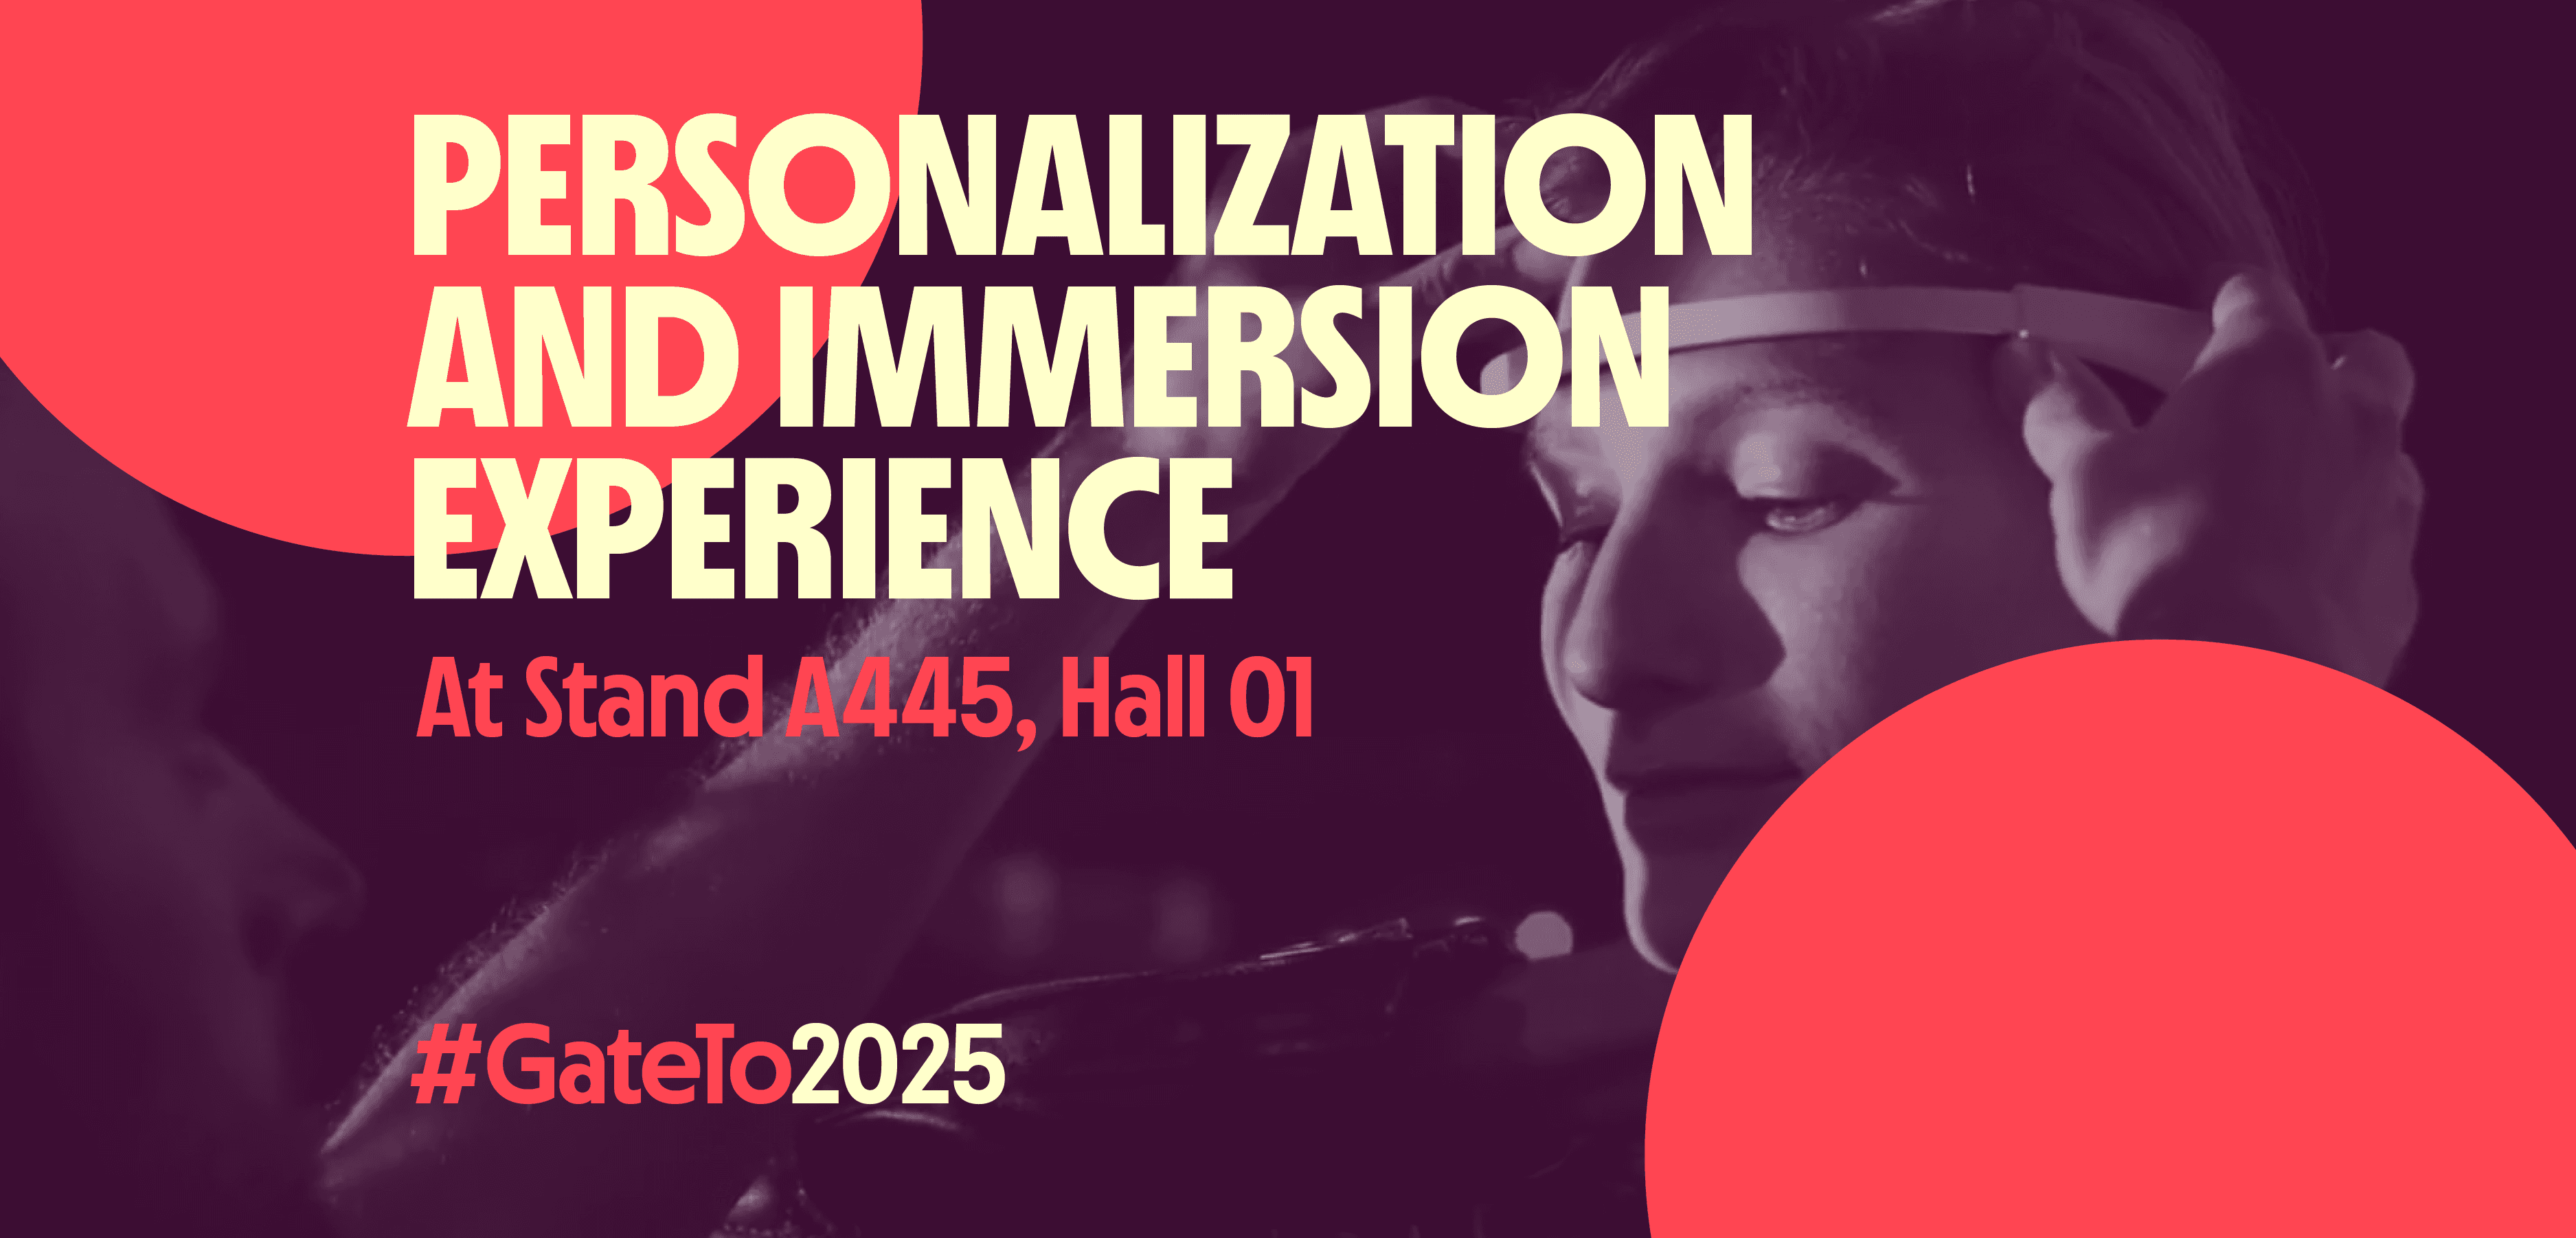 PERSONALIZATION
AND IMMERSION
EXPERIENCE
At Stand A445, Hall 01
#GateTo2025